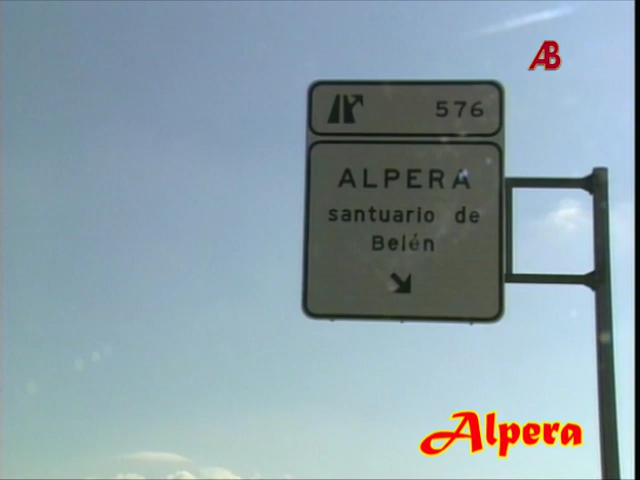 AB
576
ALPERA
santuario de
Belén
Alpera